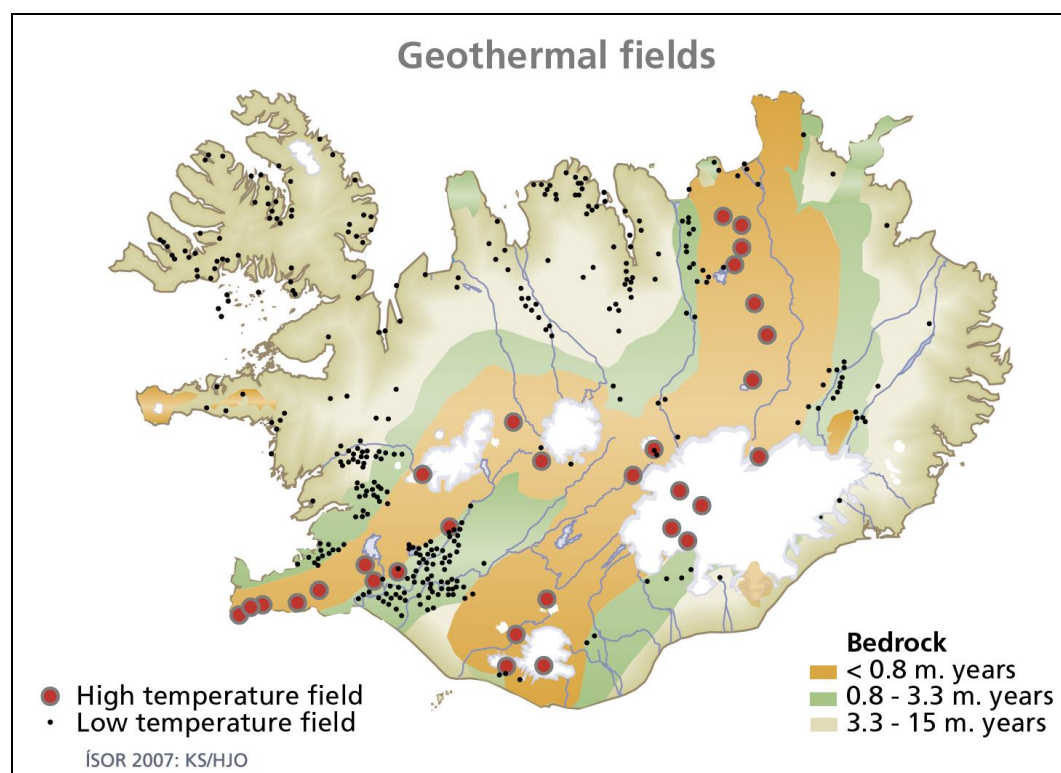 Geothermal fields
Bedrock
< 0.8 m. years
0.8 - 3.3 m. years
3.3 - 15 m. years
High temperature field
Low temperature field
ÍSOR 2007: KS/HJO